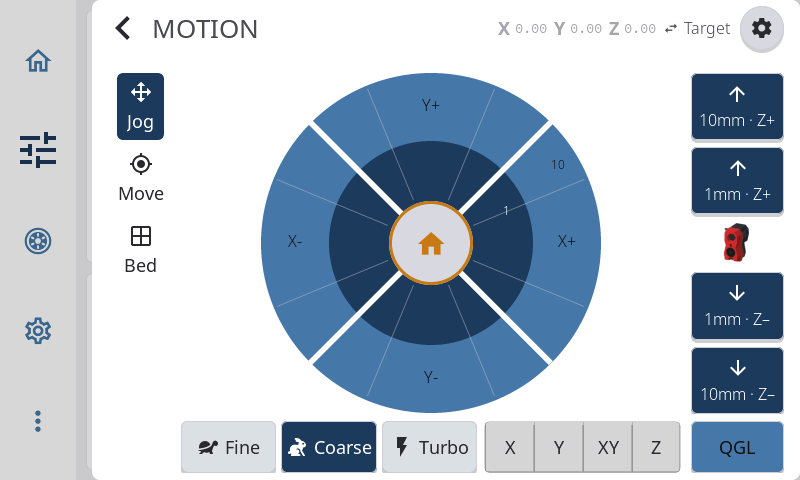 MOTION
X 0.00 Y 0.00 Z 0.00 Target
Jog
Move
Bed
Y+
10
1
X-
X+
Y-
10mm · Z+
1mm · Z+
1mm · Z–
10mm · Z–
Fine
Coarse
Turbo
X
Y
XY
Z
QGL